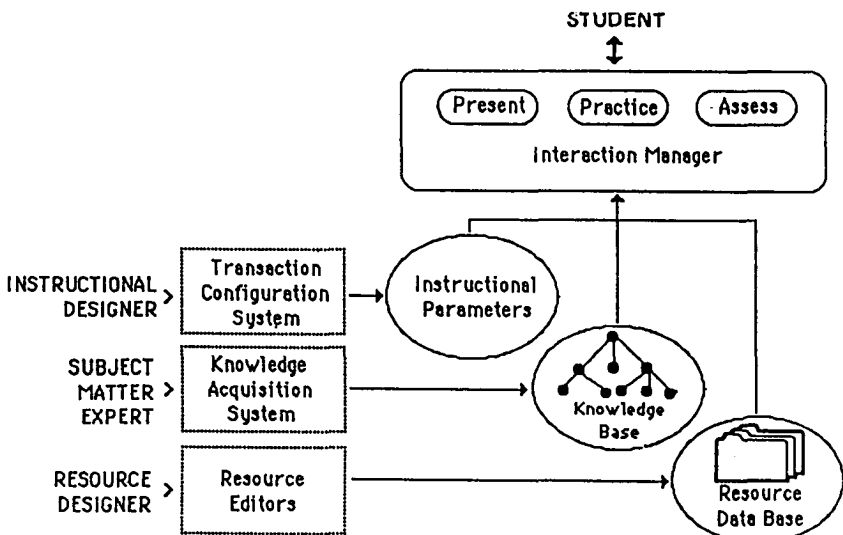 STUDENT
Present
Practice
Assess
Interaction Manager
INSTRUCTIONAL
DESIGNER
Transaction
Configuration
System
Instructional
Parameters
SUBJECT
MATTER
EXPERT
Knowledge
Acquisition
System
Knowledge
Base
RESOURCE
DESIGNER
Resource
Editors
Resource
Data Base